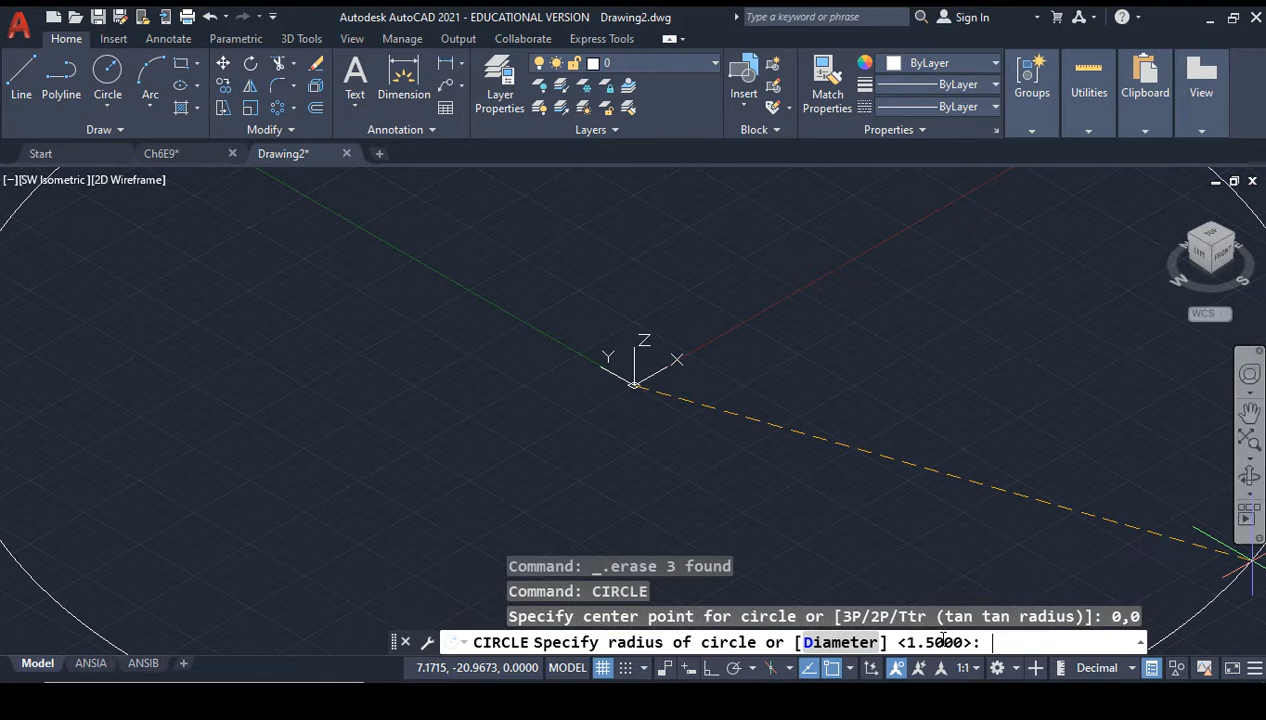 Autodesk AutoCAD 2021 - EDUCATIONAL VERSION Drawing2.dwg
Type a keyword or phrase
Sign In
Home Insert Annotate Parametric 3D Tools View Manage Output Collaborate Express Tools
0
ByLayer
ByLayer
ByLayer
Line Polyline Circle Arc Text Dimension Layer Properties Insert Match Properties Groups Utilities Clipboard View
Draw Modify Annotation Layers Block Properties
Start Ch6E9* Drawing2*
[−][SW Isometric][2D Wireframe]
TOP
LEFT FRONT
N E
W S
WCS
Z
Y X
Command: _.erase 3 found
Command: CIRCLE
Specify center point for circle or [3P/2P/Ttr (tan tan radius)]: 0,0
CIRCLE Specify radius of circle or [Diameter] <1.5000>:
Model ANSIA ANSIB
7.1715, -20.9673, 0.0000 MODEL 1:1 Decimal